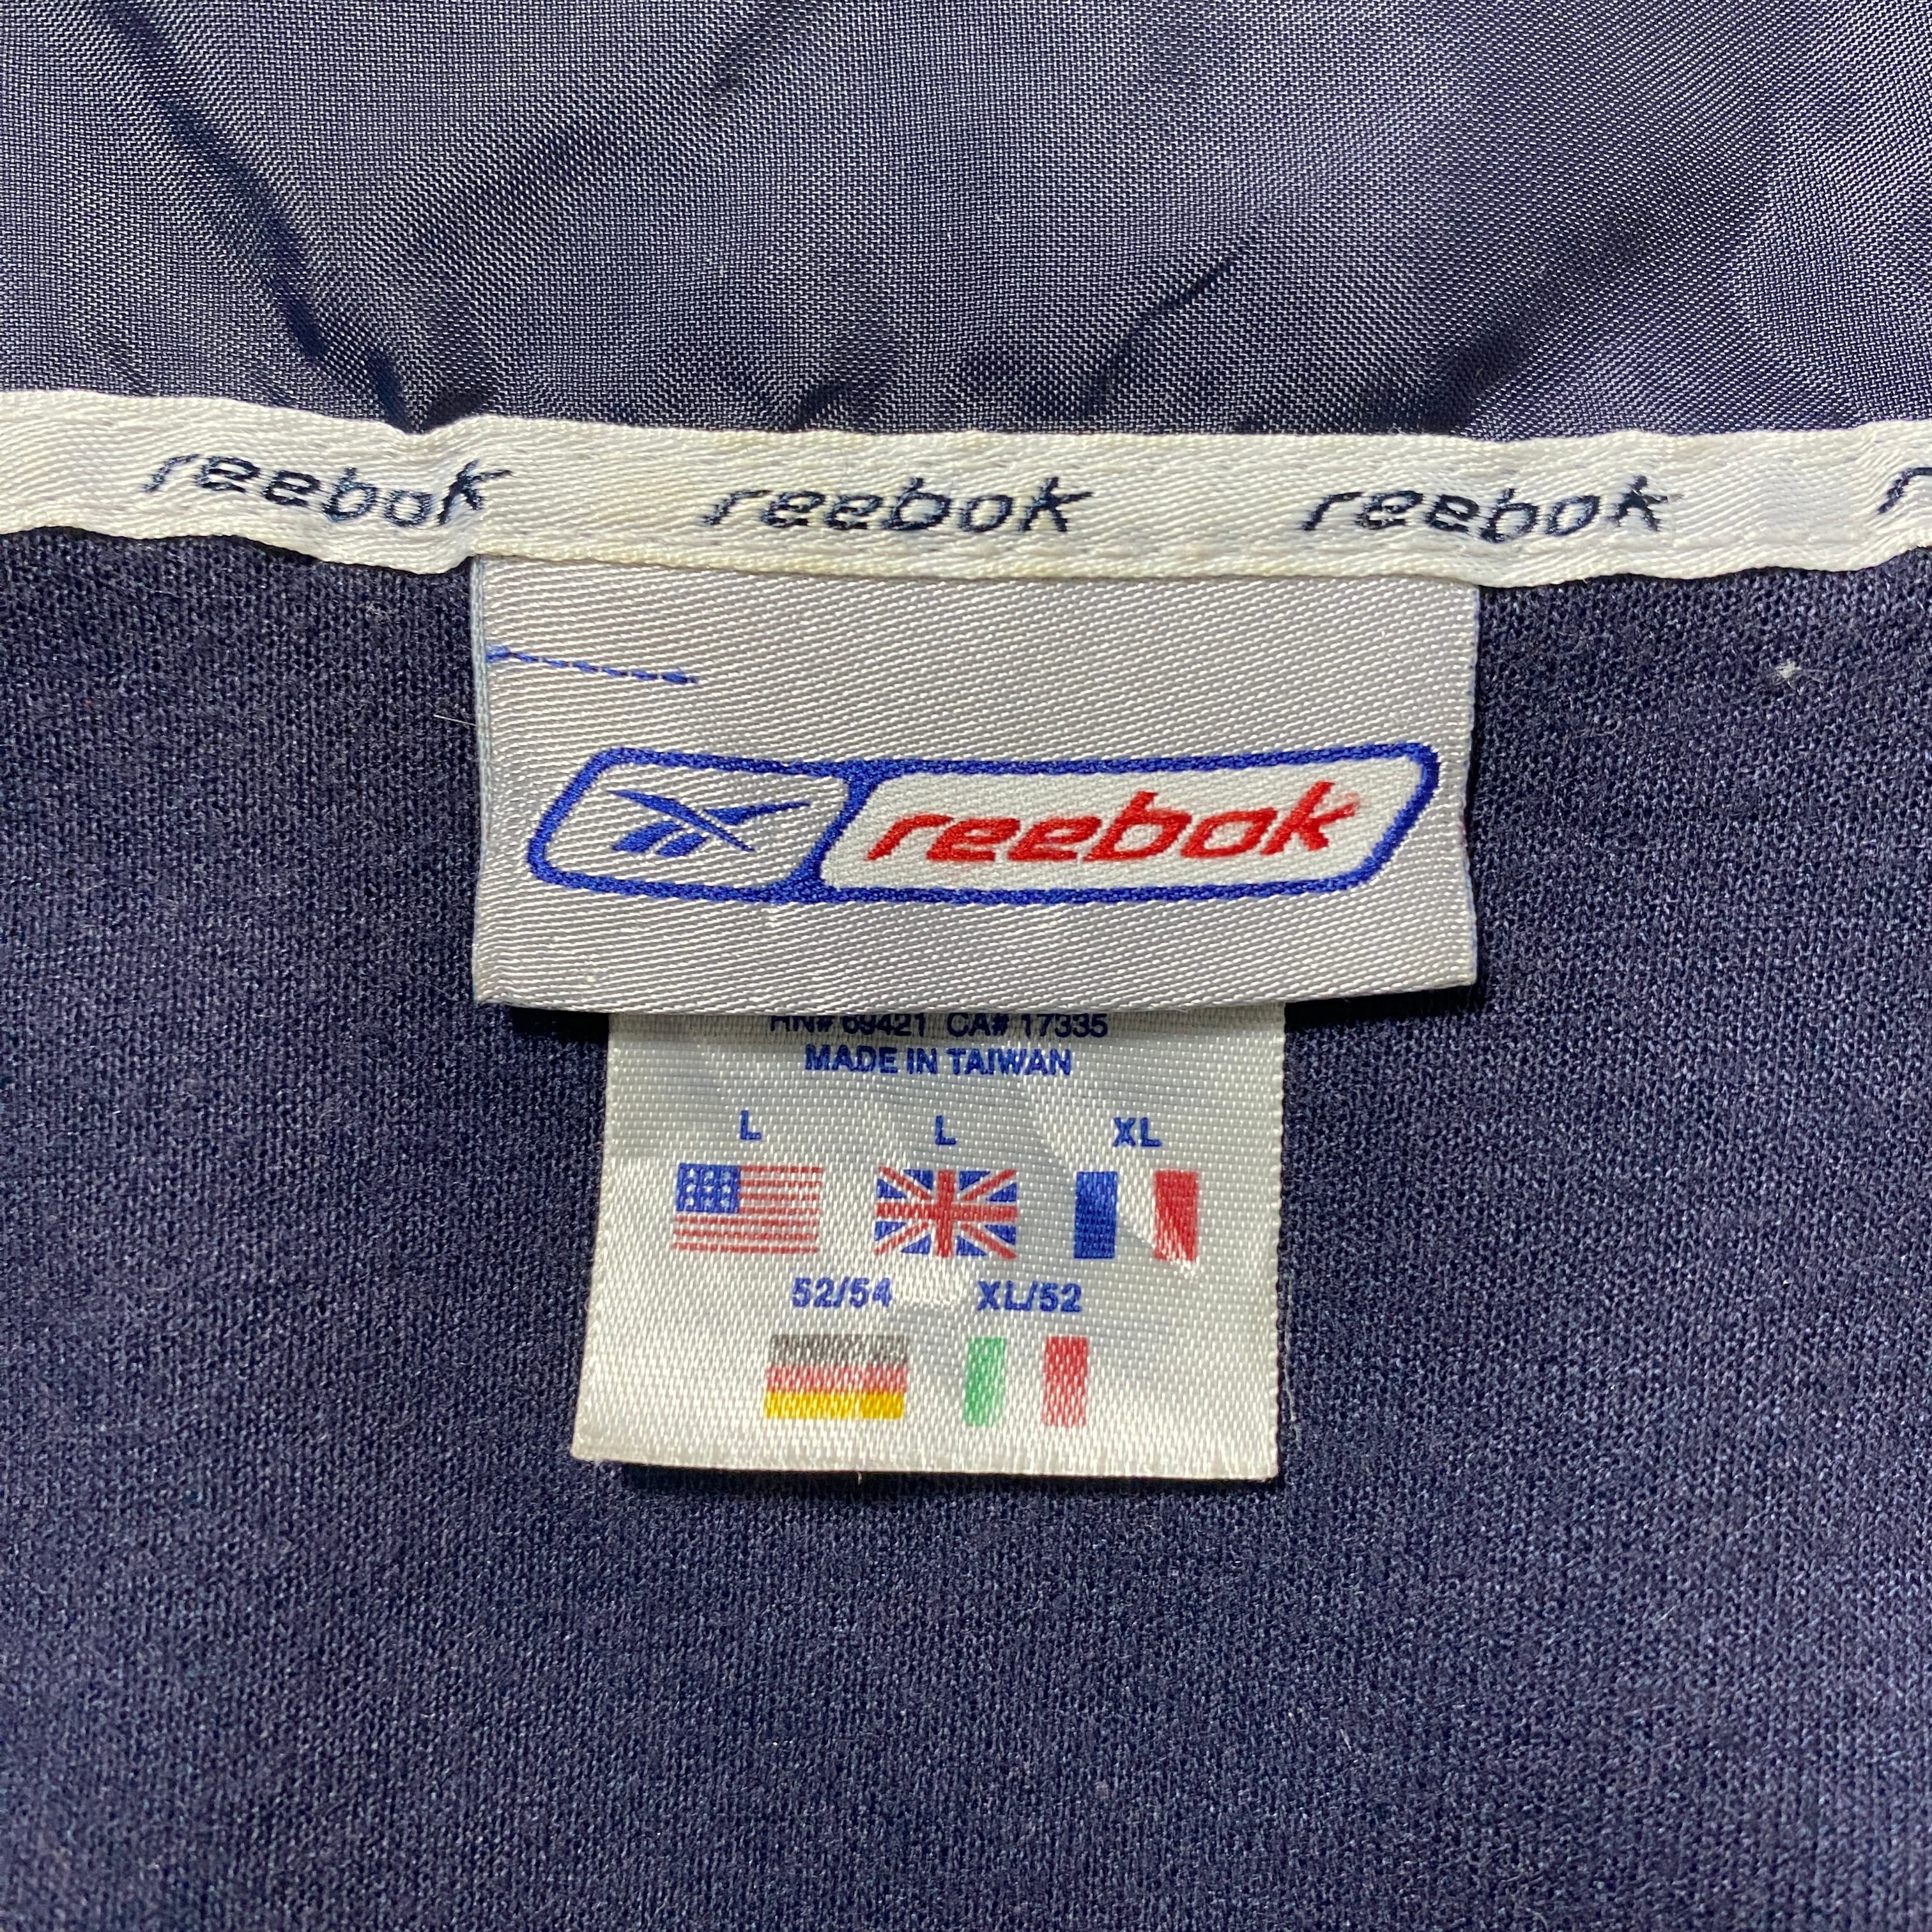 reebok reebok reebok r
reebok
RN# 69421 CA# 17335
MADE IN TAIWAN
L L XL
52/54 XL/52